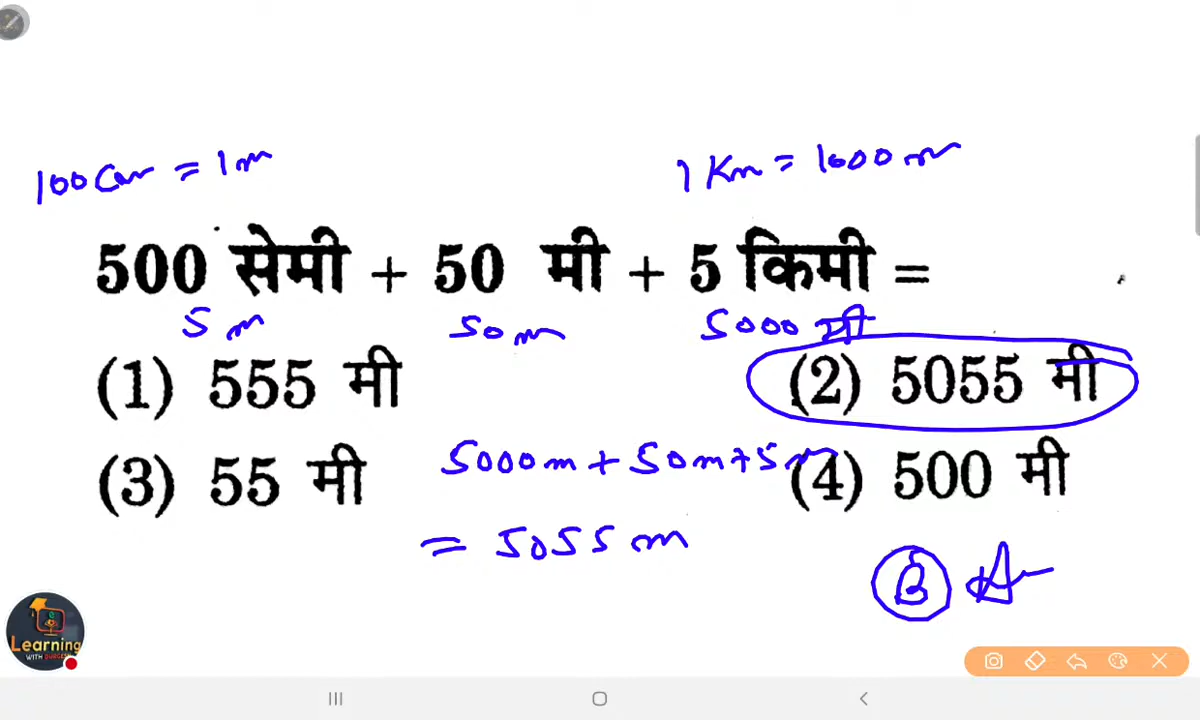 100 Cm = 1 m
1 Km = 1000 m
500 सेमी + 50 मी + 5 किमी =
5 m 50 m 5000 मी
(1) 555 मी (2) 5055 मी
5000 m + 50 m + 5 m
(3) 55 मी (4) 500 मी
= 5055 m
B
Learning